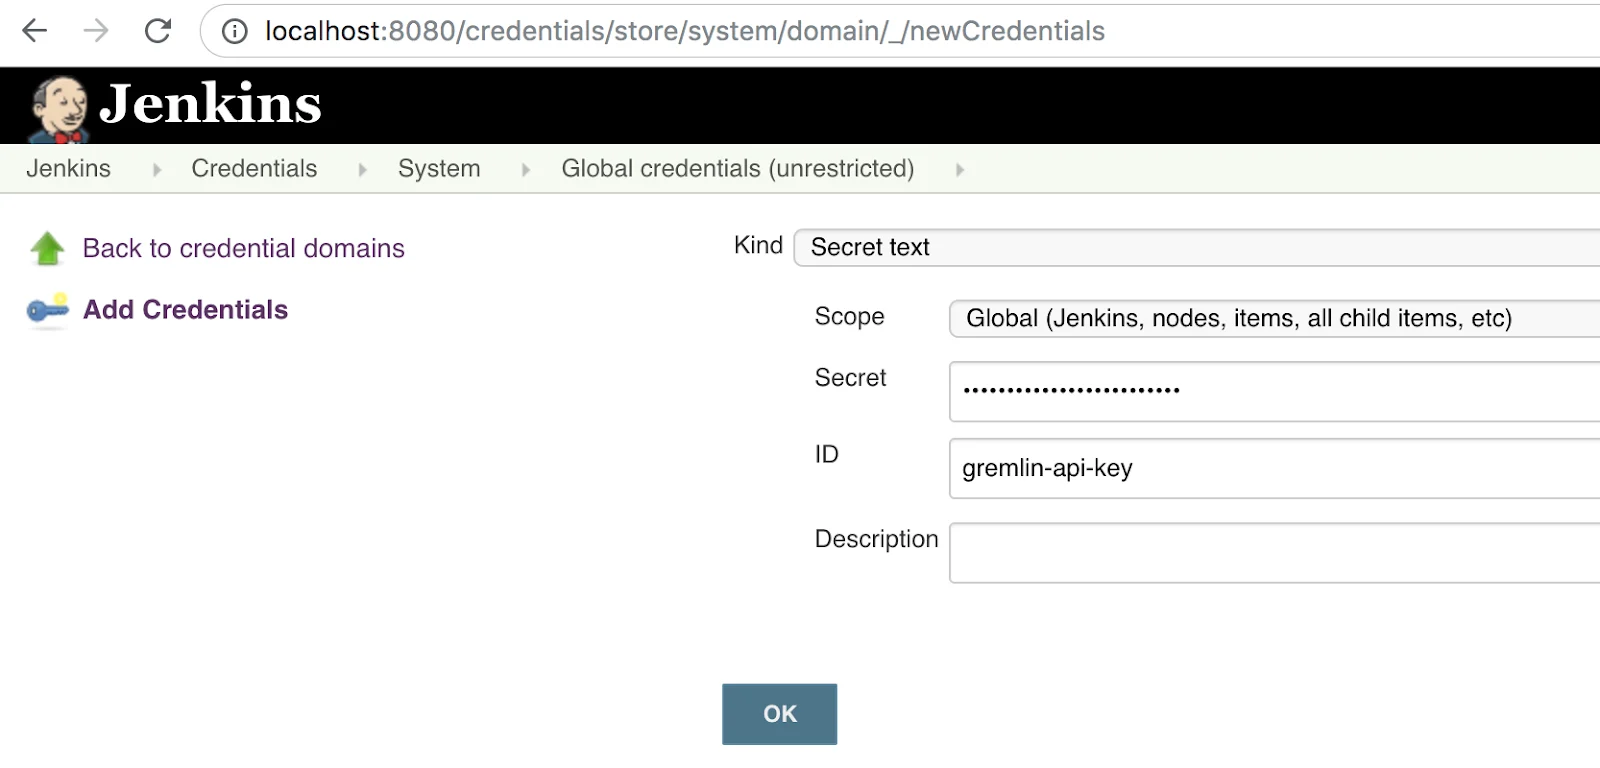 localhost:8080/credentials/store/system/domain/_/newCredentials
Jenkins
Jenkins Credentials System Global credentials (unrestricted)
Back to credential domains
Add Credentials
Kind Secret text
Scope Global (Jenkins, nodes, items, all child items, etc)
Secret •••••••••••••••••••••••••
ID gremlin-api-key
Description
OK